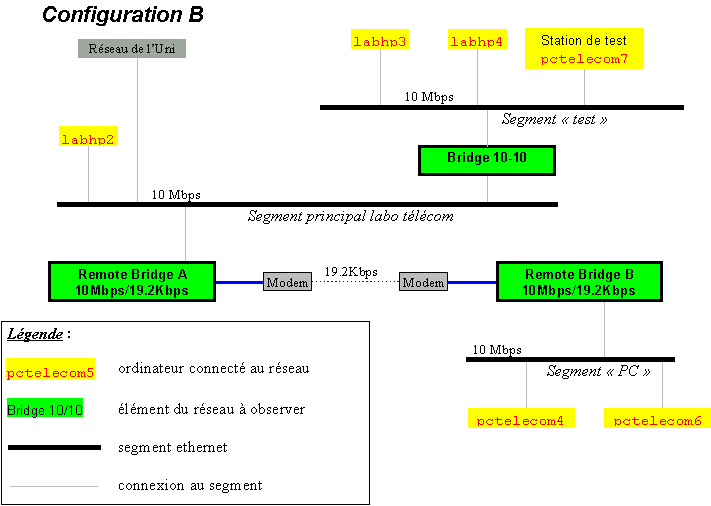 Configuration B
Réseau de l'Uni
labhp3
labhp4
Station de test
pctelecom7
10 Mbps
Segment « test »
labhp2
Bridge 10-10
10 Mbps
Segment principal labo télécom
Remote Bridge A
10Mbps/19.2Kbps
Modem
19.2Kbps
Modem
Remote Bridge B
10Mbps/19.2Kbps
10 Mbps
Segment « PC »
pctelecom4
pctelecom6
Légende :
pctelecom5
ordinateur connecté au réseau
Bridge 10/10
élément du réseau à observer
segment ethernet
connexion au segment